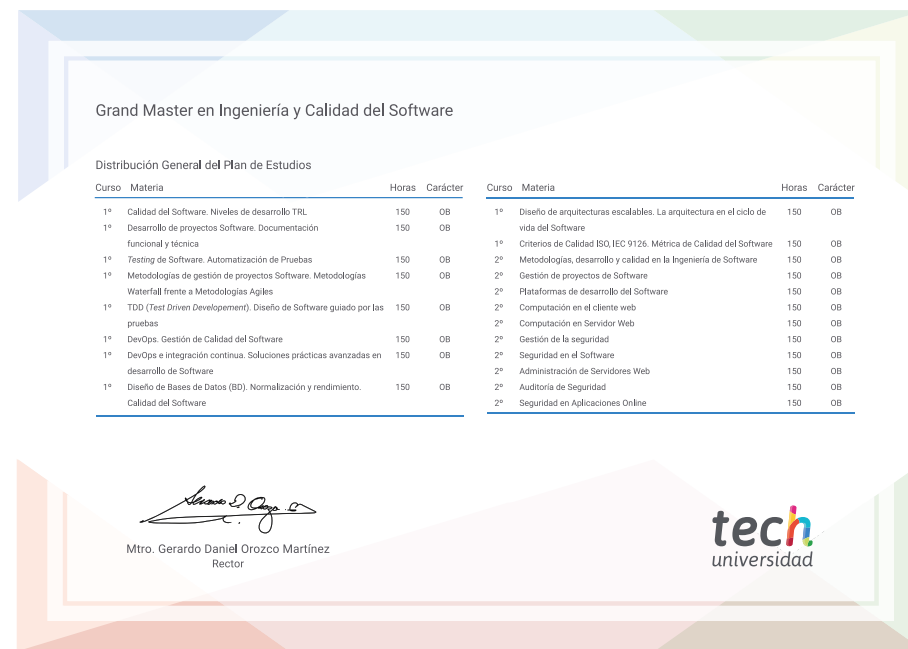 Grand Master en Ingeniería y Calidad del Software
Distribución General del Plan de Estudios
Curso Materia Horas Carácter
1º Calidad del Software. Niveles de desarrollo TRL 150 OB
1º Desarrollo de proyectos Software. Documentación 150 OB
funcional y técnica
1º Testing de Software. Automatización de Pruebas 150 OB
1º Metodologías de gestión de proyectos Software. Metodologías 150 OB
Waterfall frente a Metodologías Agiles
1º TDD (Test Driven Developement). Diseño de Software guiado por las 150 OB
pruebas
1º DevOps. Gestión de Calidad del Software 150 OB
1º DevOps e integración continua. Soluciones prácticas avanzadas en 150 OB
desarrollo de Software
1º Diseño de Bases de Datos (BD). Normalización y rendimiento. 150 OB
Calidad del Software
Curso Materia Horas Carácter
1º Diseño de arquitecturas escalables. La arquitectura en el ciclo de 150 OB
vida del Software
1º Criterios de Calidad ISO, IEC 9126. Métrica de Calidad del Software 150 OB
2º Metodologías, desarrollo y calidad en la Ingeniería de Software 150 OB
2º Gestión de proyectos de Software 150 OB
2º Plataformas de desarrollo del Software 150 OB
2º Computación en el cliente web 150 OB
2º Computación en Servidor Web 150 OB
2º Gestión de la seguridad 150 OB
2º Seguridad en el Software 150 OB
2º Administración de Servidores Web 150 OB
2º Auditoría de Seguridad 150 OB
2º Seguridad en Aplicaciones Online 150 OB
Mtro. Gerardo Daniel Orozco Martínez
Rector
tech
universidad